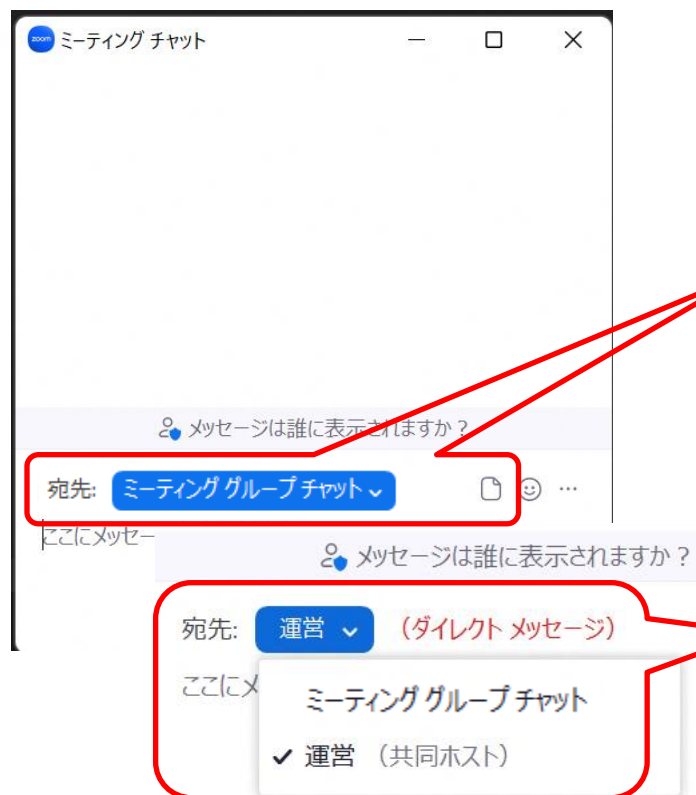 zoom ミーティング チャット
メッセージは誰に表示されますか?
宛先: ミーティング グループ チャット
ここにメッセー
メッセージは誰に表示されますか?
宛先: 運営 (ダイレクト メッセージ)
ここにメ
ミーティング グループ チャット
✓ 運営 (共同ホスト)